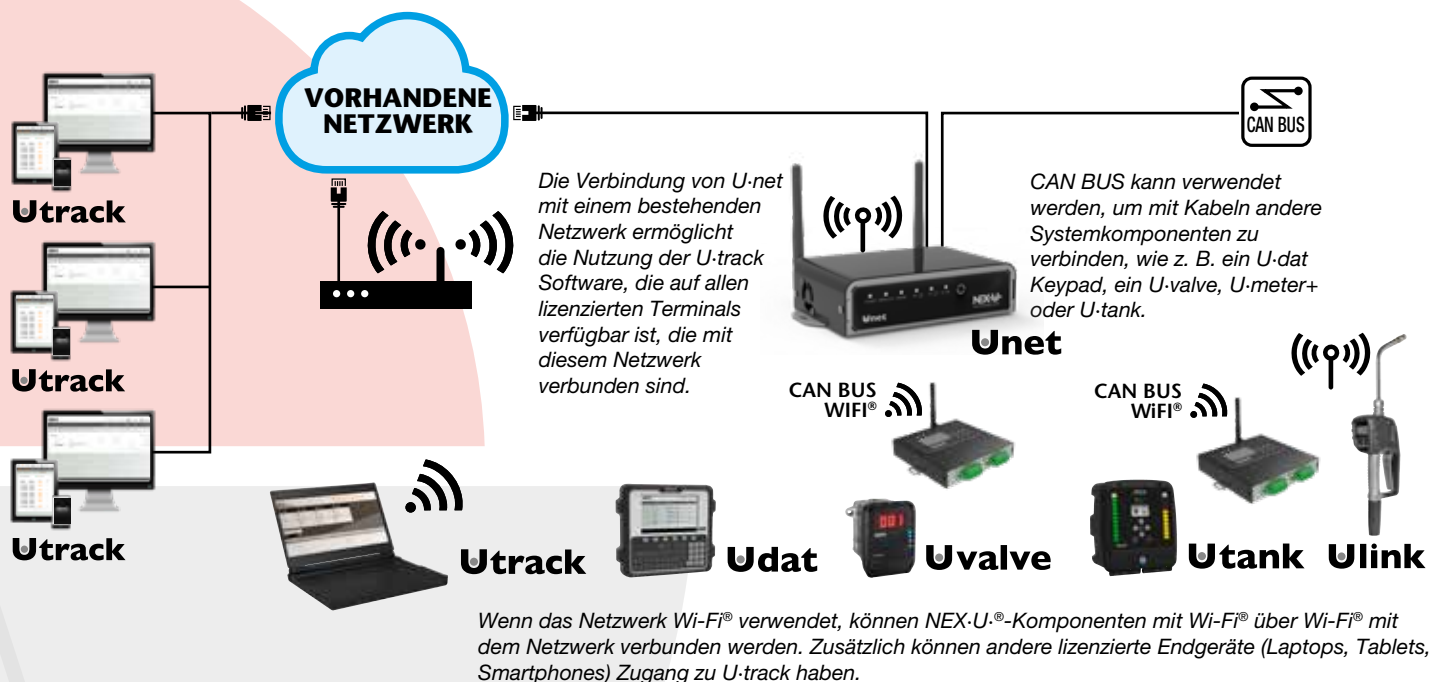 VORHANDENE
NETZWERK
CAN BUS
Utrack
Utrack
Utrack
Die Verbindung von U·net
mit einem bestehenden
Netzwerk ermöglicht
die Nutzung der U·track
Software, die auf allen
lizenzierten Terminals
verfügbar ist, die mit
diesem Netzwerk
verbunden sind.
NEX·U·
Unet
Unet
CAN BUS kann verwendet
werden, um mit Kabeln andere
Systemkomponenten zu
verbinden, wie z. B. ein U·dat
Keypad, ein U·valve, U·meter+
oder U·tank.
CAN BUS
WIFI®
CAN BUS
WiFI®
001
Utrack
Udat
Uvalve
Utank
Ulink
Wenn das Netzwerk Wi-Fi® verwendet, können NEX·U·®-Komponenten mit Wi-Fi® über Wi-Fi® mit
dem Netzwerk verbunden werden. Zusätzlich können andere lizenzierte Endgeräte (Laptops, Tablets,
Smartphones) Zugang zu U·track haben.